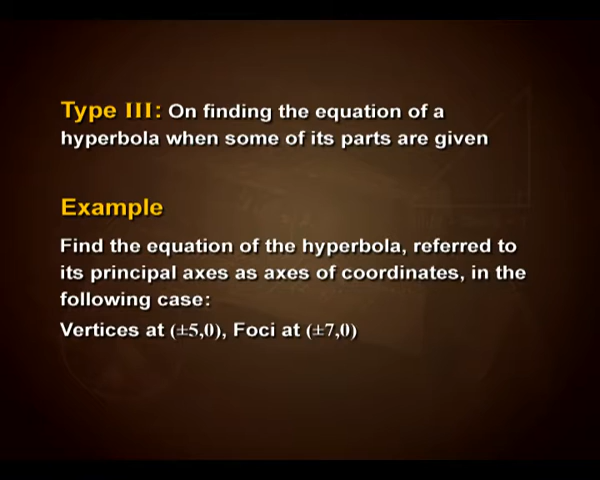 Type III: On finding the equation of a
hyperbola when some of its parts are given
Example
Find the equation of the hyperbola, referred to
its principal axes as axes of coordinates, in the
following case:
Vertices at (±5,0), Foci at (±7,0)